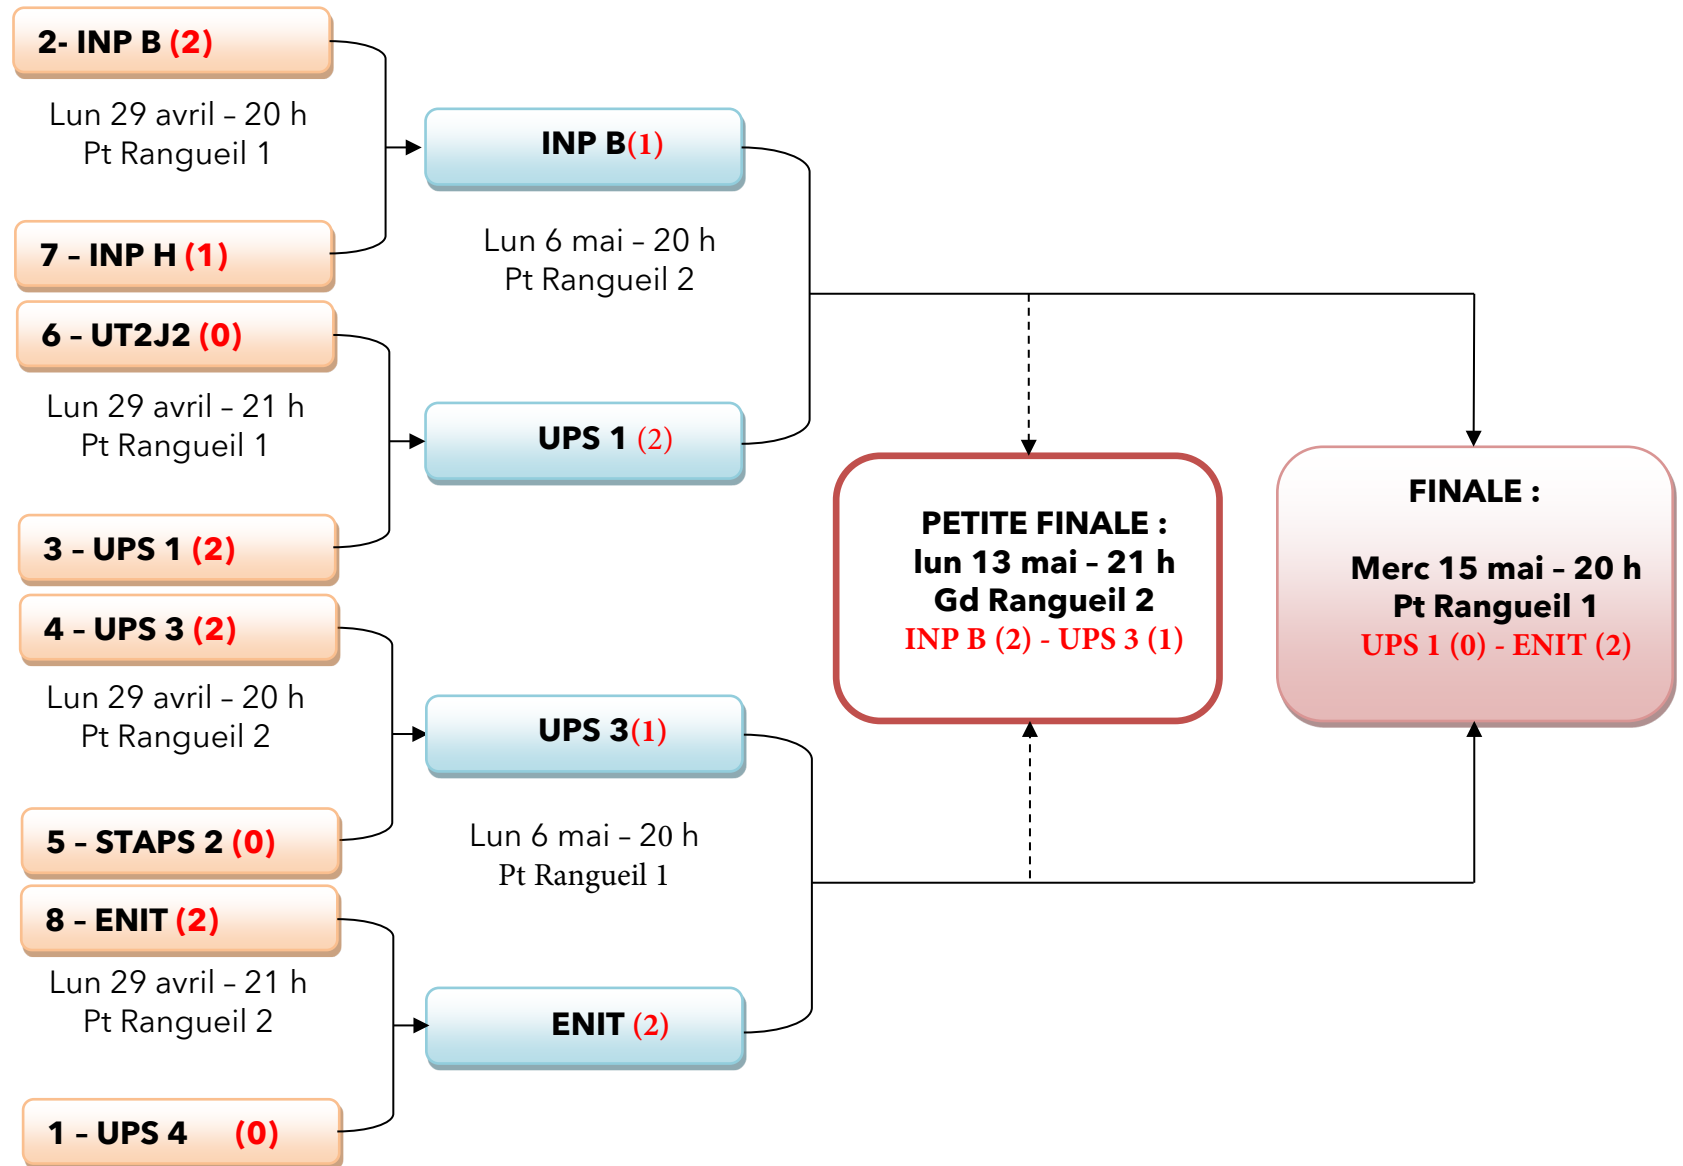 2- INP B (2)
Lun 29 avril – 20 h
Pt Rangueil 1
7 – INP H (1)
6 – UT2J2 (0)
Lun 29 avril – 21 h
Pt Rangueil 1
3 – UPS 1 (2)
4 – UPS 3 (2)
Lun 29 avril – 20 h
Pt Rangueil 2
5 – STAPS 2 (0)
8 – ENIT (2)
Lun 29 avril – 21 h
Pt Rangueil 2
1 – UPS 4 (0)
INP B(1)
Lun 6 mai – 20 h
Pt Rangueil 2
UPS 1 (2)
UPS 3(1)
Lun 6 mai – 20 h
Pt Rangueil 1
ENIT (2)
PETITE FINALE :
lun 13 mai – 21 h
Gd Rangueil 2
INP B (2) - UPS 3 (1)
FINALE :
Merc 15 mai – 20 h
Pt Rangueil 1
UPS 1 (0) - ENIT (2)